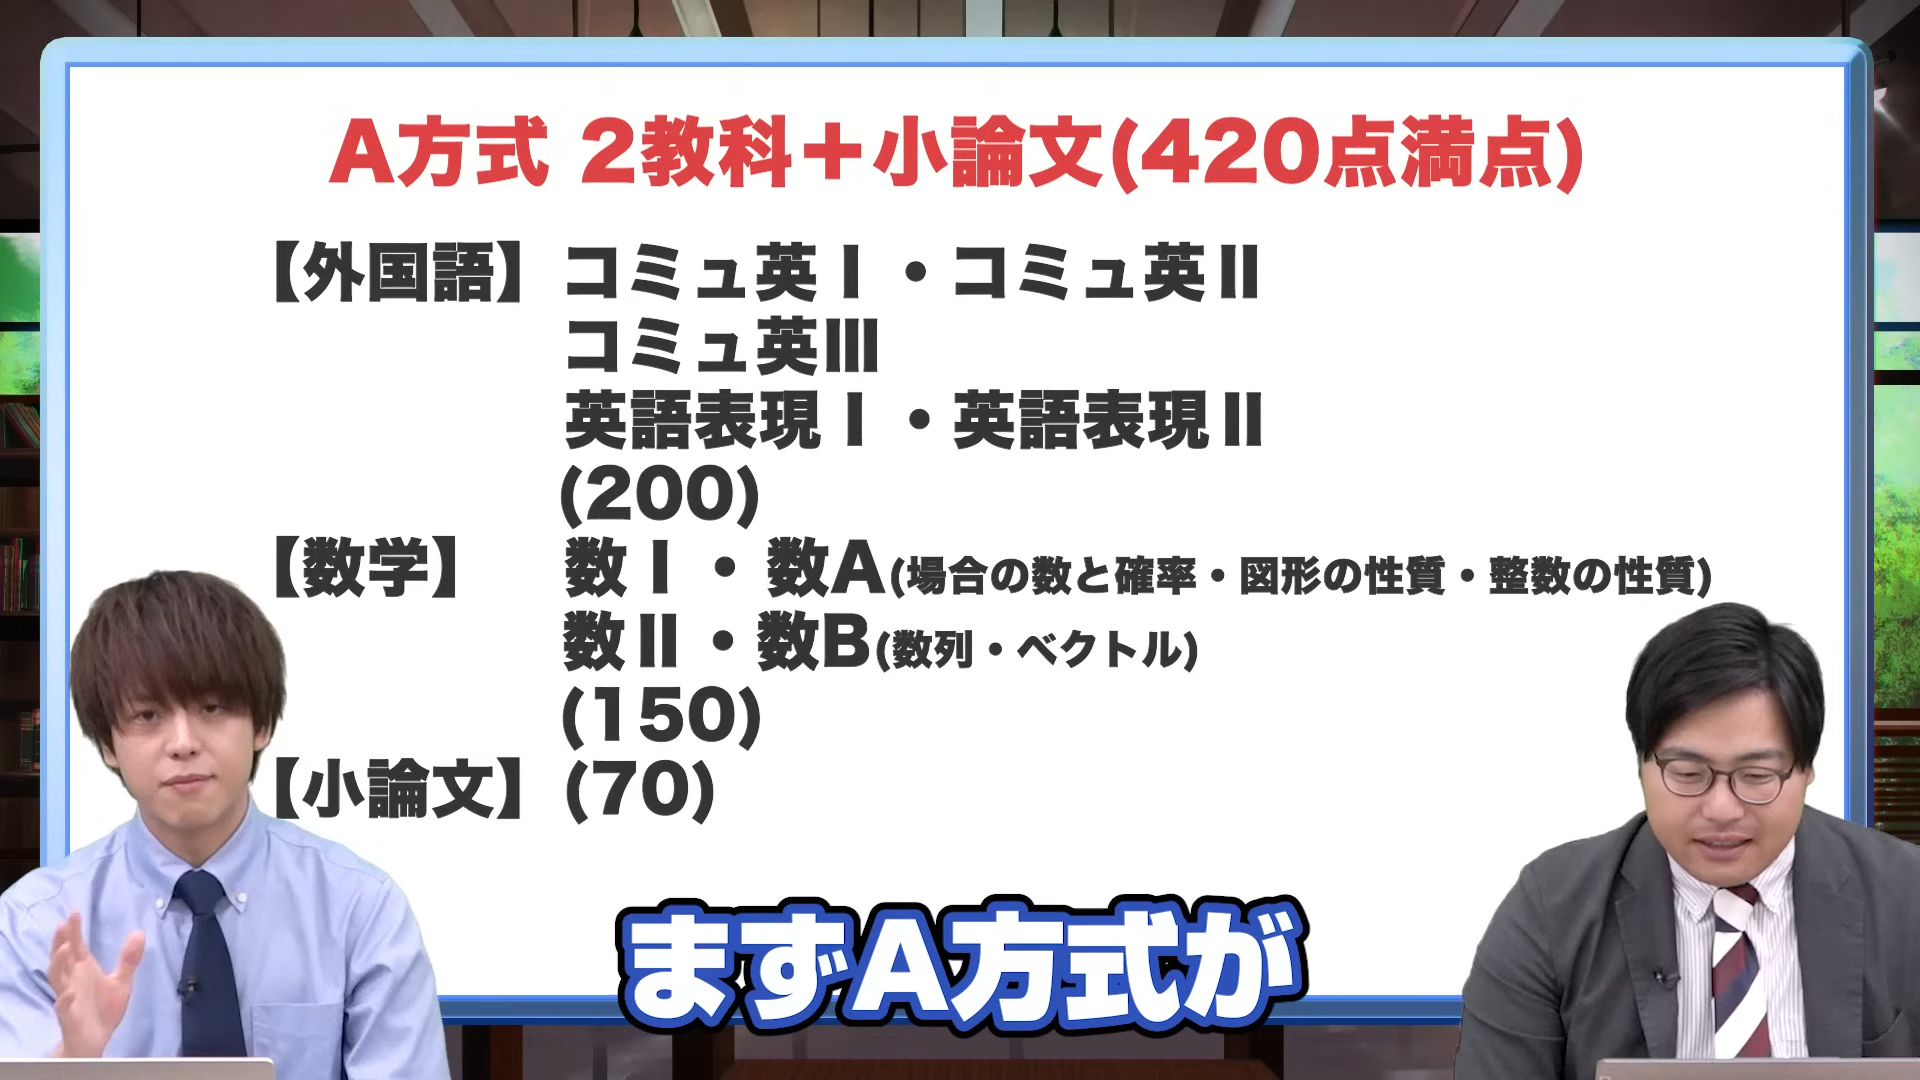 A方式 2教科＋小論文(420点満点)
【外国語】コミュ英Ⅰ・コミュ英Ⅱ
コミュ英Ⅲ
英語表現Ⅰ・英語表現Ⅱ
(200)
【数学】 数Ⅰ・数A(場合の数と確率・図形の性質・整数の性質)
数Ⅱ・数B(数列・ベクトル)
(150)
【小論文】(70)
まずA方式が